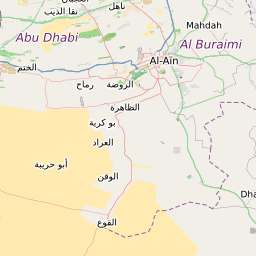 ناهل
نقا الذيب
Mahdah
Abu Dhabi
Al Buraimi
Al-Ain
الختم
رماح
الروضة
الظاهرة
بو كرية
العراد
أبو حريبة
الوقن
Dha
القوع